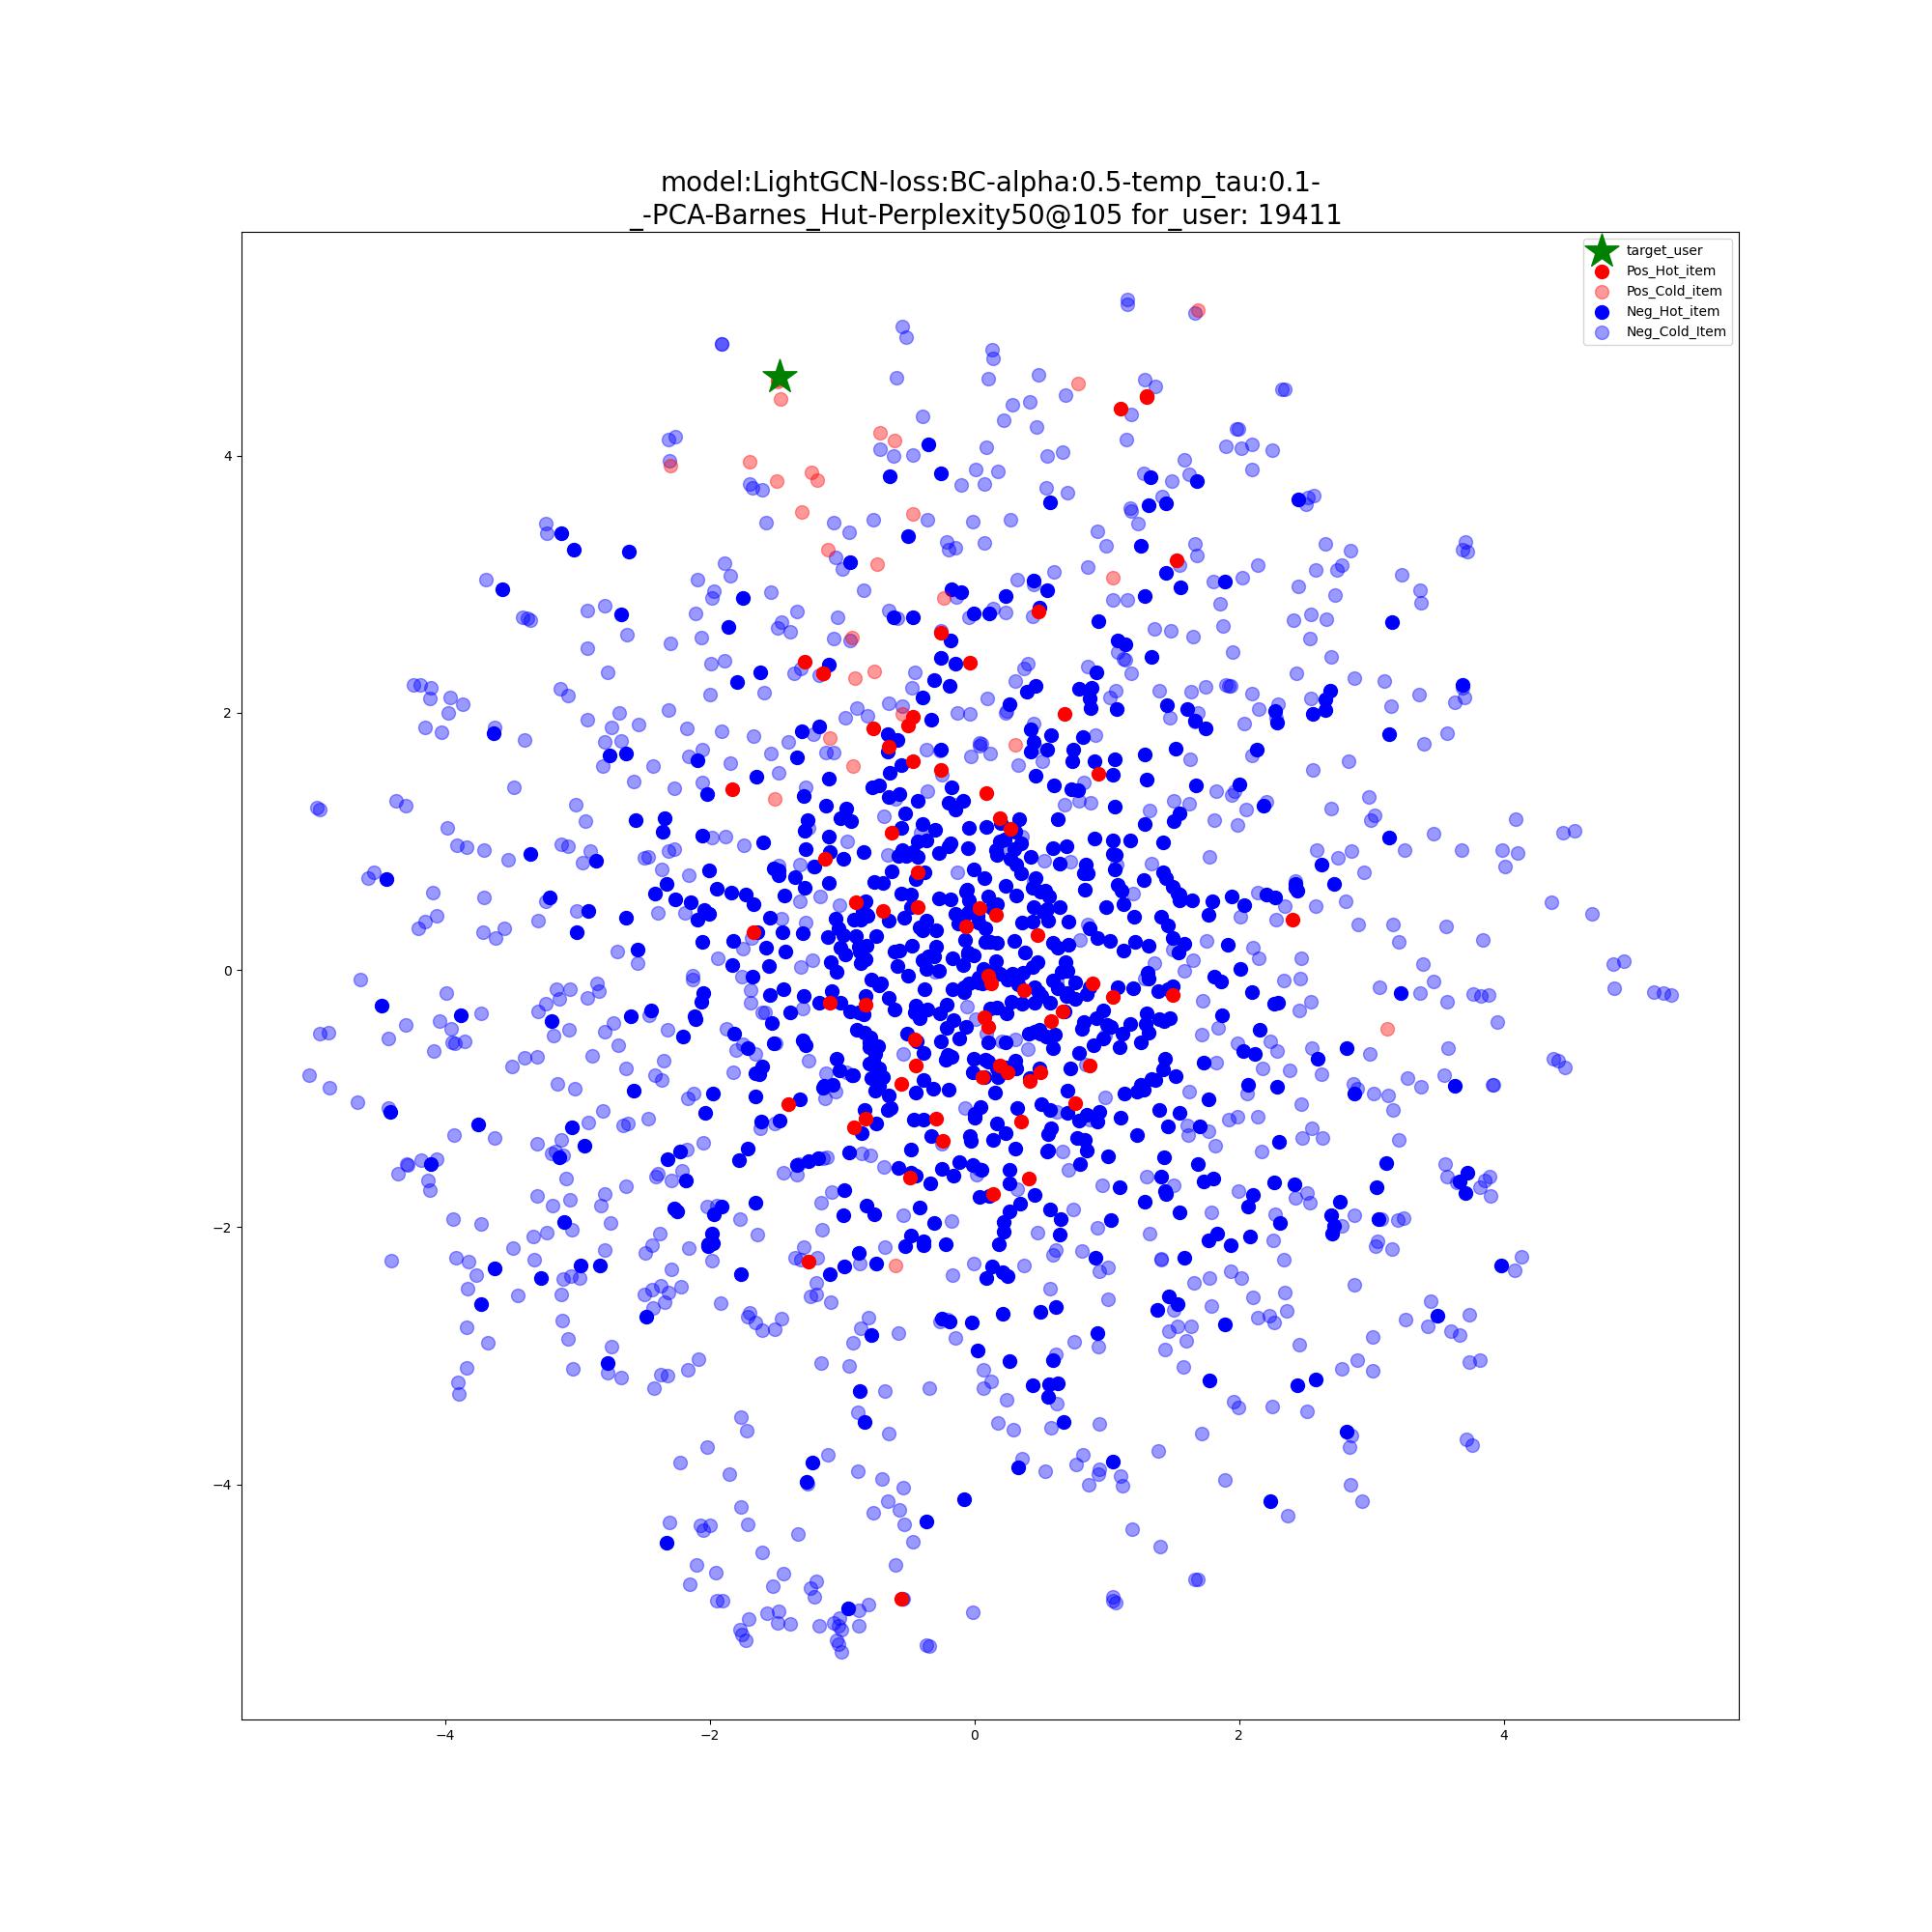 model:LightGCN-loss:BC-alpha:0.5-temp_tau:0.1-
_-PCA-Barnes_Hut-Perplexity50@105 for_user: 19411
target_user
Pos_Hot_item
Pos_Cold_item
Neg_Hot_item
Neg_Cold_Item
4
2
0
−2
−4
−4
−2
0
2
4